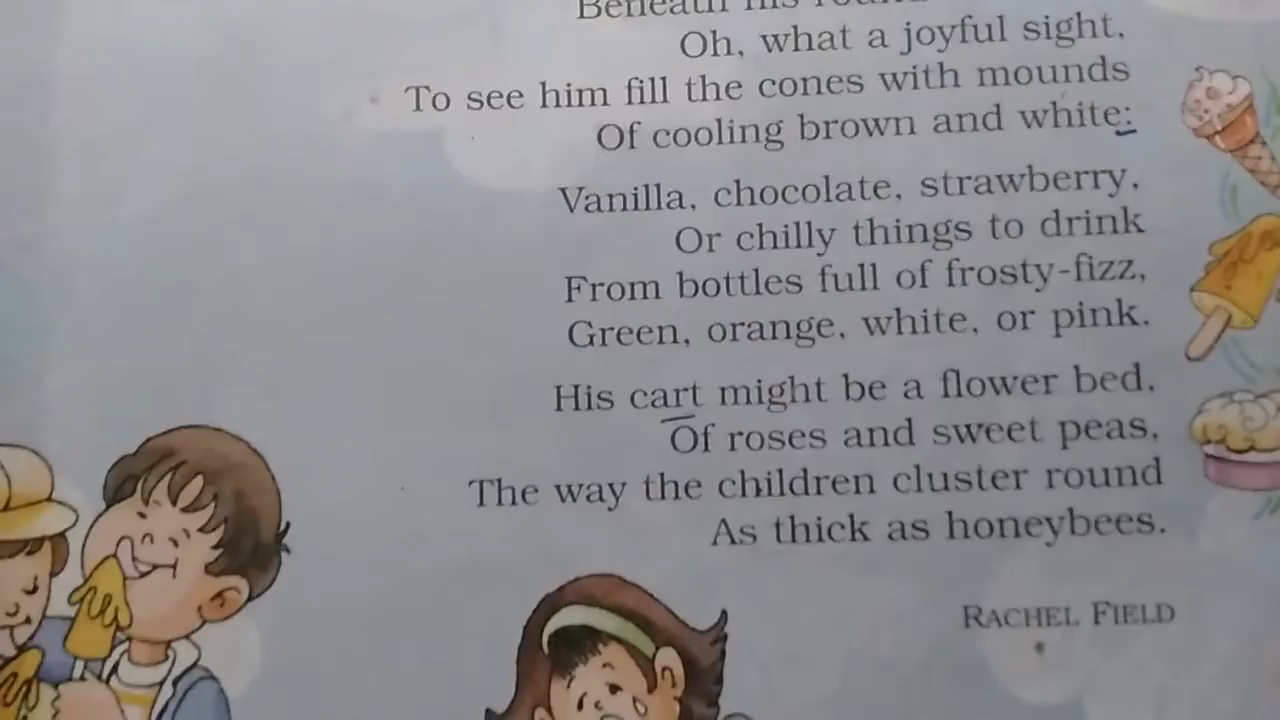 Beneath his round
Oh, what a joyful sight,
To see him fill the cones with mounds
Of cooling brown and white:
Vanilla, chocolate, strawberry,
Or chilly things to drink
From bottles full of frosty-fizz,
Green, orange, white, or pink.
His cart might be a flower bed,
Of roses and sweet peas,
The way the children cluster round
As thick as honeybees.
RACHEL FIELD